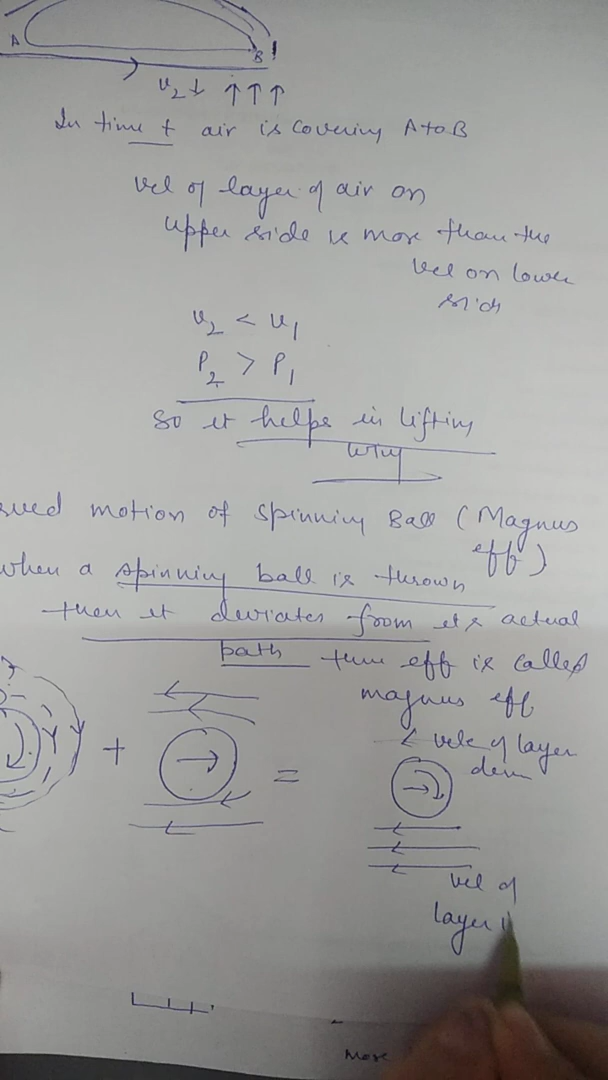 A
B
v2↓ ↑↑↑
In time t air is covering A to B
vel of layer of air on
upper side is more than the
vel on lower
side
v2 < v1
P2 > P1
So it helps in lifting
wing
motion of spinning Ball (Magnus
eff)
when a spinning ball is thrown
then it deviates from its actual
path this eff is called
magnus eff
+
=
of layer
vel of
layer
More